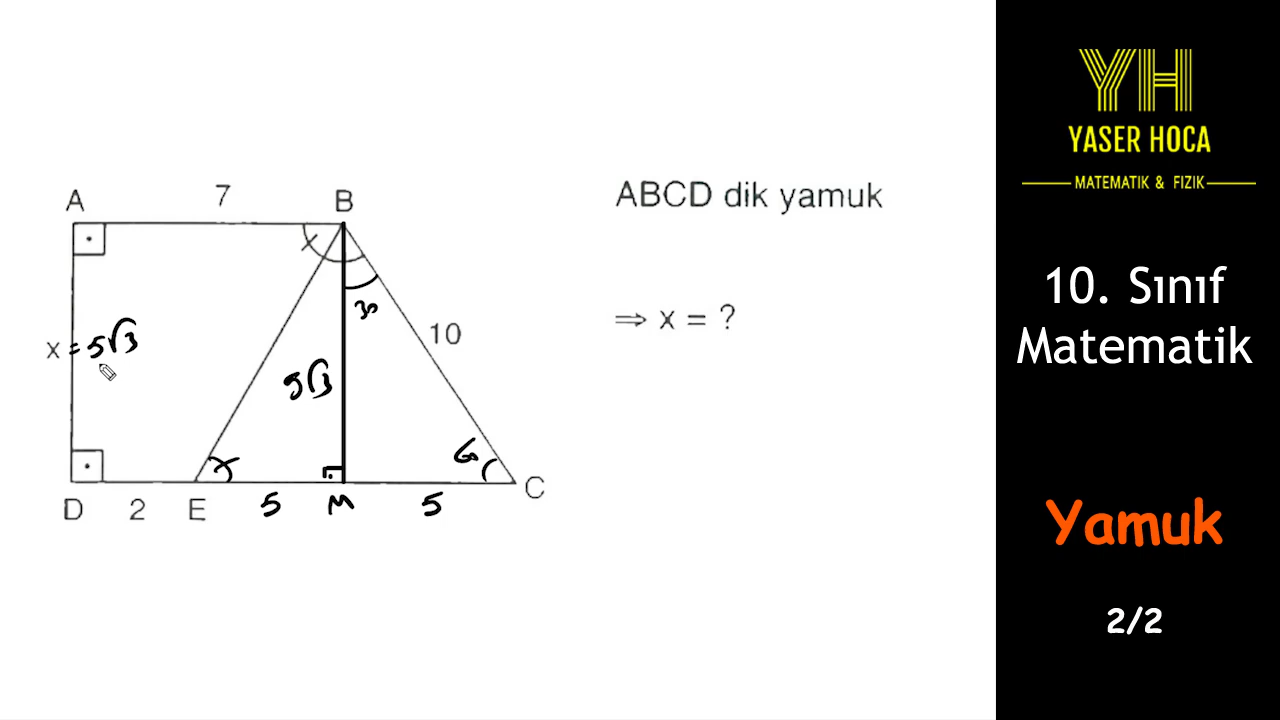 A 7 B
ABCD dik yamuk
x
30
⇒ x = ?
10
x = 5√3
5√3
x
60
D 2 E 5 M 5 C
YH
YASER HOCA
MATEMATIK & FIZIK
10. Sınıf
Matematik
Yamuk
2/2